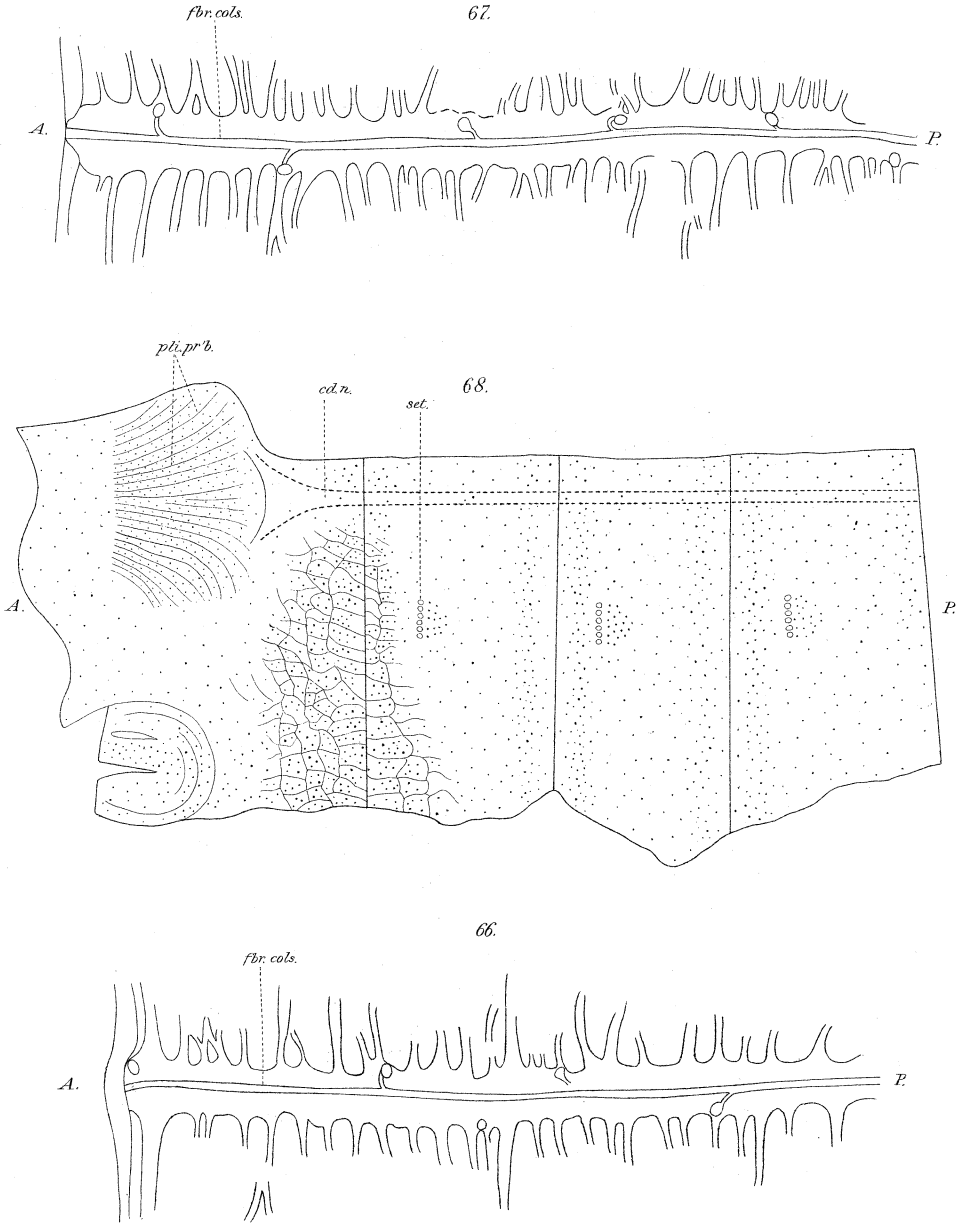 fbr. cols.
67.
A.
P.
pli. pr'b.
cd. n.
68.
set.
A.
P.
66.
fbr. cols.
A.
P.